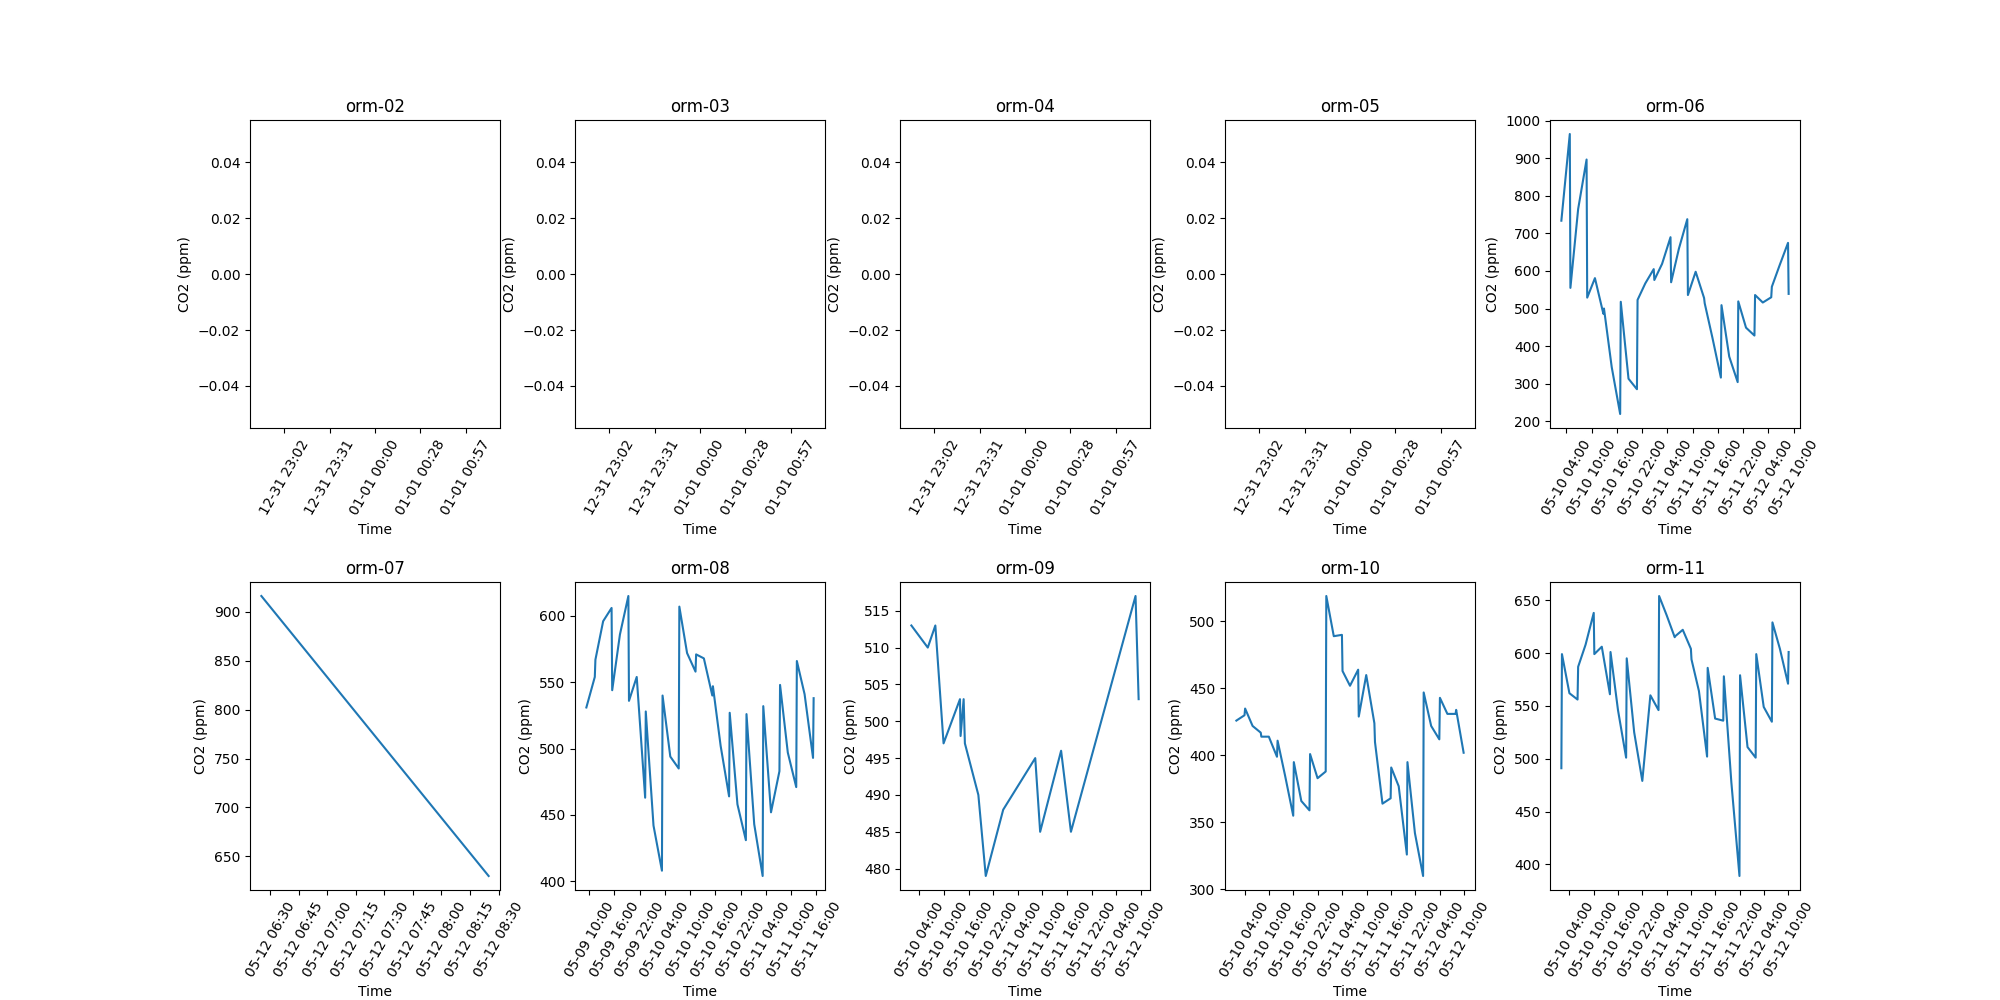 orm-02 orm-03 orm-04 orm-05 orm-06
CO2 (ppm) CO2 (ppm) CO2 (ppm) CO2 (ppm) CO2 (ppm)
0.04 0.04 0.04 0.04 1000
0.02 0.02 0.02 0.02 900
0.00 0.00 0.00 0.00 800
−0.02 −0.02 −0.02 −0.02 700
−0.04 −0.04 −0.04 −0.04 600
500
400
300
200
12-31 23:02 12-31 23:31 01-01 00:00 01-01 00:28 01-01 00:57
12-31 23:02 12-31 23:31 01-01 00:00 01-01 00:28 01-01 00:57
12-31 23:02 12-31 23:31 01-01 00:00 01-01 00:28 01-01 00:57
12-31 23:02 12-31 23:31 01-01 00:00 01-01 00:28 01-01 00:57
05-10 04:00 05-10 10:00 05-10 16:00 05-10 22:00 05-11 04:00 05-11 10:00 05-11 16:00 05-11 22:00 05-12 04:00 05-12 10:00
Time Time Time Time Time
orm-07 orm-08 orm-09 orm-10 orm-11
CO2 (ppm) CO2 (ppm) CO2 (ppm) CO2 (ppm) CO2 (ppm)
900 850 800 750 700 650
600 550 500 450 400
515 510 505 500 495 490 485 480
500 450 400 350 300
650 600 550 500 450 400
05-12 06:30 05-12 06:45 05-12 07:00 05-12 07:15 05-12 07:30 05-12 07:45 05-12 08:00 05-12 08:15 05-12 08:30
05-09 10:00 05-09 16:00 05-09 22:00 05-10 04:00 05-10 10:00 05-10 16:00 05-10 22:00 05-11 04:00 05-11 10:00 05-11 16:00
05-10 04:00 05-10 10:00 05-10 16:00 05-10 22:00 05-11 04:00 05-11 10:00 05-11 16:00 05-11 22:00 05-12 04:00 05-12 10:00
05-10 04:00 05-10 10:00 05-10 16:00 05-10 22:00 05-11 04:00 05-11 10:00 05-11 16:00 05-11 22:00 05-12 04:00 05-12 10:00
05-10 04:00 05-10 10:00 05-10 16:00 05-10 22:00 05-11 04:00 05-11 10:00 05-11 16:00 05-11 22:00 05-12 04:00 05-12 10:00
Time Time Time Time Time